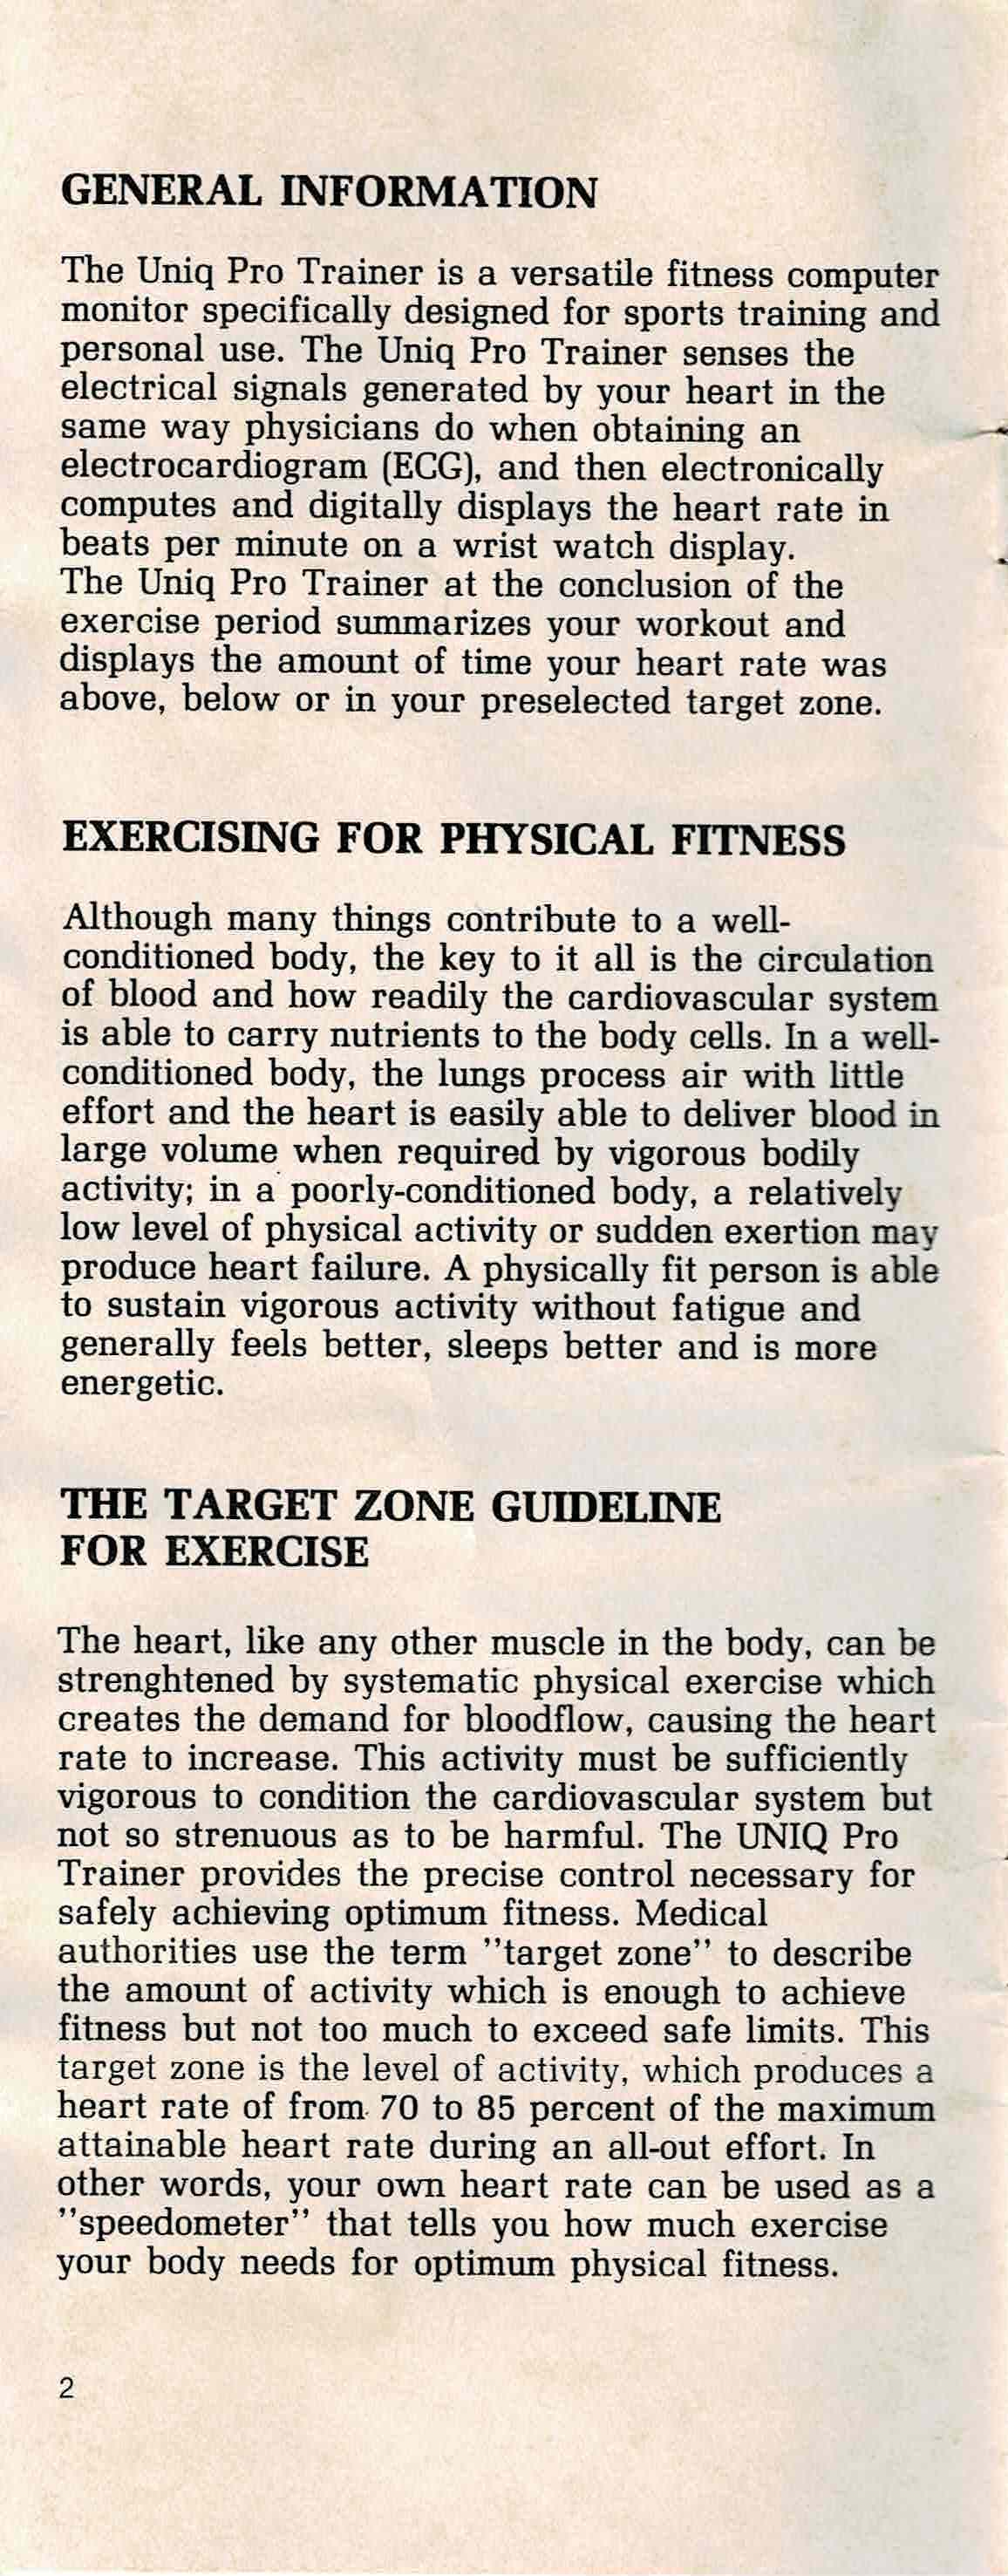 GENERAL INFORMATION
The Uniq Pro Trainer is a versatile fitness computer
monitor specifically designed for sports training and
personal use. The Uniq Pro Trainer senses the
electrical signals generated by your heart in the
same way physicians do when obtaining an
electrocardiogram (ECG), and then electronically
computes and digitally displays the heart rate in
beats per minute on a wrist watch display.
The Uniq Pro Trainer at the conclusion of the
exercise period summarizes your workout and
displays the amount of time your heart rate was
above, below or in your preselected target zone.
EXERCISING FOR PHYSICAL FITNESS
Although many things contribute to a well-
conditioned body, the key to it all is the circulation
of blood and how readily the cardiovascular system
is able to carry nutrients to the body cells. In a well-
conditioned body, the lungs process air with little
effort and the heart is easily able to deliver blood in
large volume when required by vigorous bodily
activity; in a poorly-conditioned body, a relatively
low level of physical activity or sudden exertion may
produce heart failure. A physically fit person is able
to sustain vigorous activity without fatigue and
generally feels better, sleeps better and is more
energetic.
THE TARGET ZONE GUIDELINE
FOR EXERCISE
The heart, like any other muscle in the body, can be
strenghtened by systematic physical exercise which
creates the demand for bloodflow, causing the heart
rate to increase. This activity must be sufficiently
vigorous to condition the cardiovascular system but
not so strenuous as to be harmful. The UNIQ Pro
Trainer provides the precise control necessary for
safely achieving optimum fitness. Medical
authorities use the term ''target zone'' to describe
the amount of activity which is enough to achieve
fitness but not too much to exceed safe limits. This
target zone is the level of activity, which produces a
heart rate of from 70 to 85 percent of the maximum
attainable heart rate during an all-out effort. In
other words, your own heart rate can be used as a
''speedometer'' that tells you how much exercise
your body needs for optimum physical fitness.
2